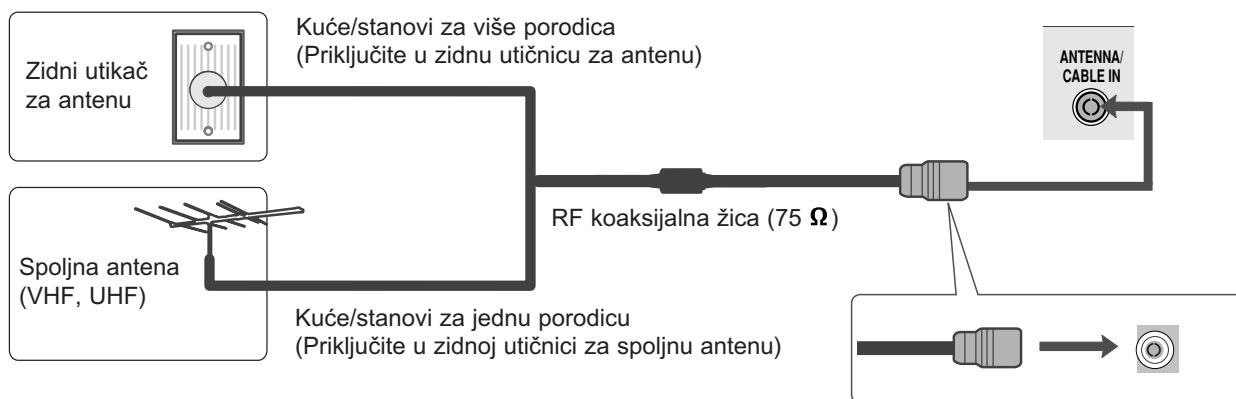 Kuće/stanovi za više porodica
(Priključite u zidnu utičnicu za antenu)
Zidni utikač
za antenu
ANTENNA/
CABLE IN
RF koaksijalna žica (75 Ω)
Spoljna antena
(VHF, UHF)
Kuće/stanovi za jednu porodicu
(Priključite u zidnoj utičnici za spoljnu antenu)